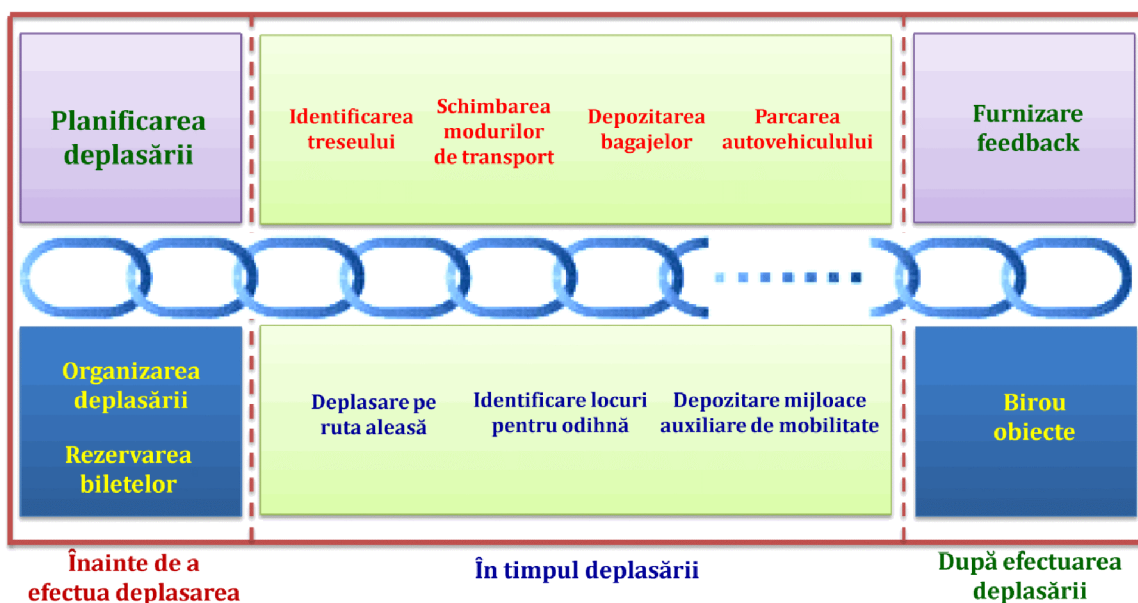 Planificarea
deplasării
Identificarea
treseului
Schimbarea
modurilor
de transport
Depozitarea
bagajelor
Parcarea
autovehiculului
Furnizare
feedback
Organizarea
deplasării
Rezervarea
biletelor
Deplasare pe
ruta aleasă
Identificare locuri
pentru odihnă
Depozitare mijloace
auxiliare de mobilitate
Birou
obiecte
Înainte de a
efectua deplasarea
În timpul deplasării
După efectuarea
deplasării